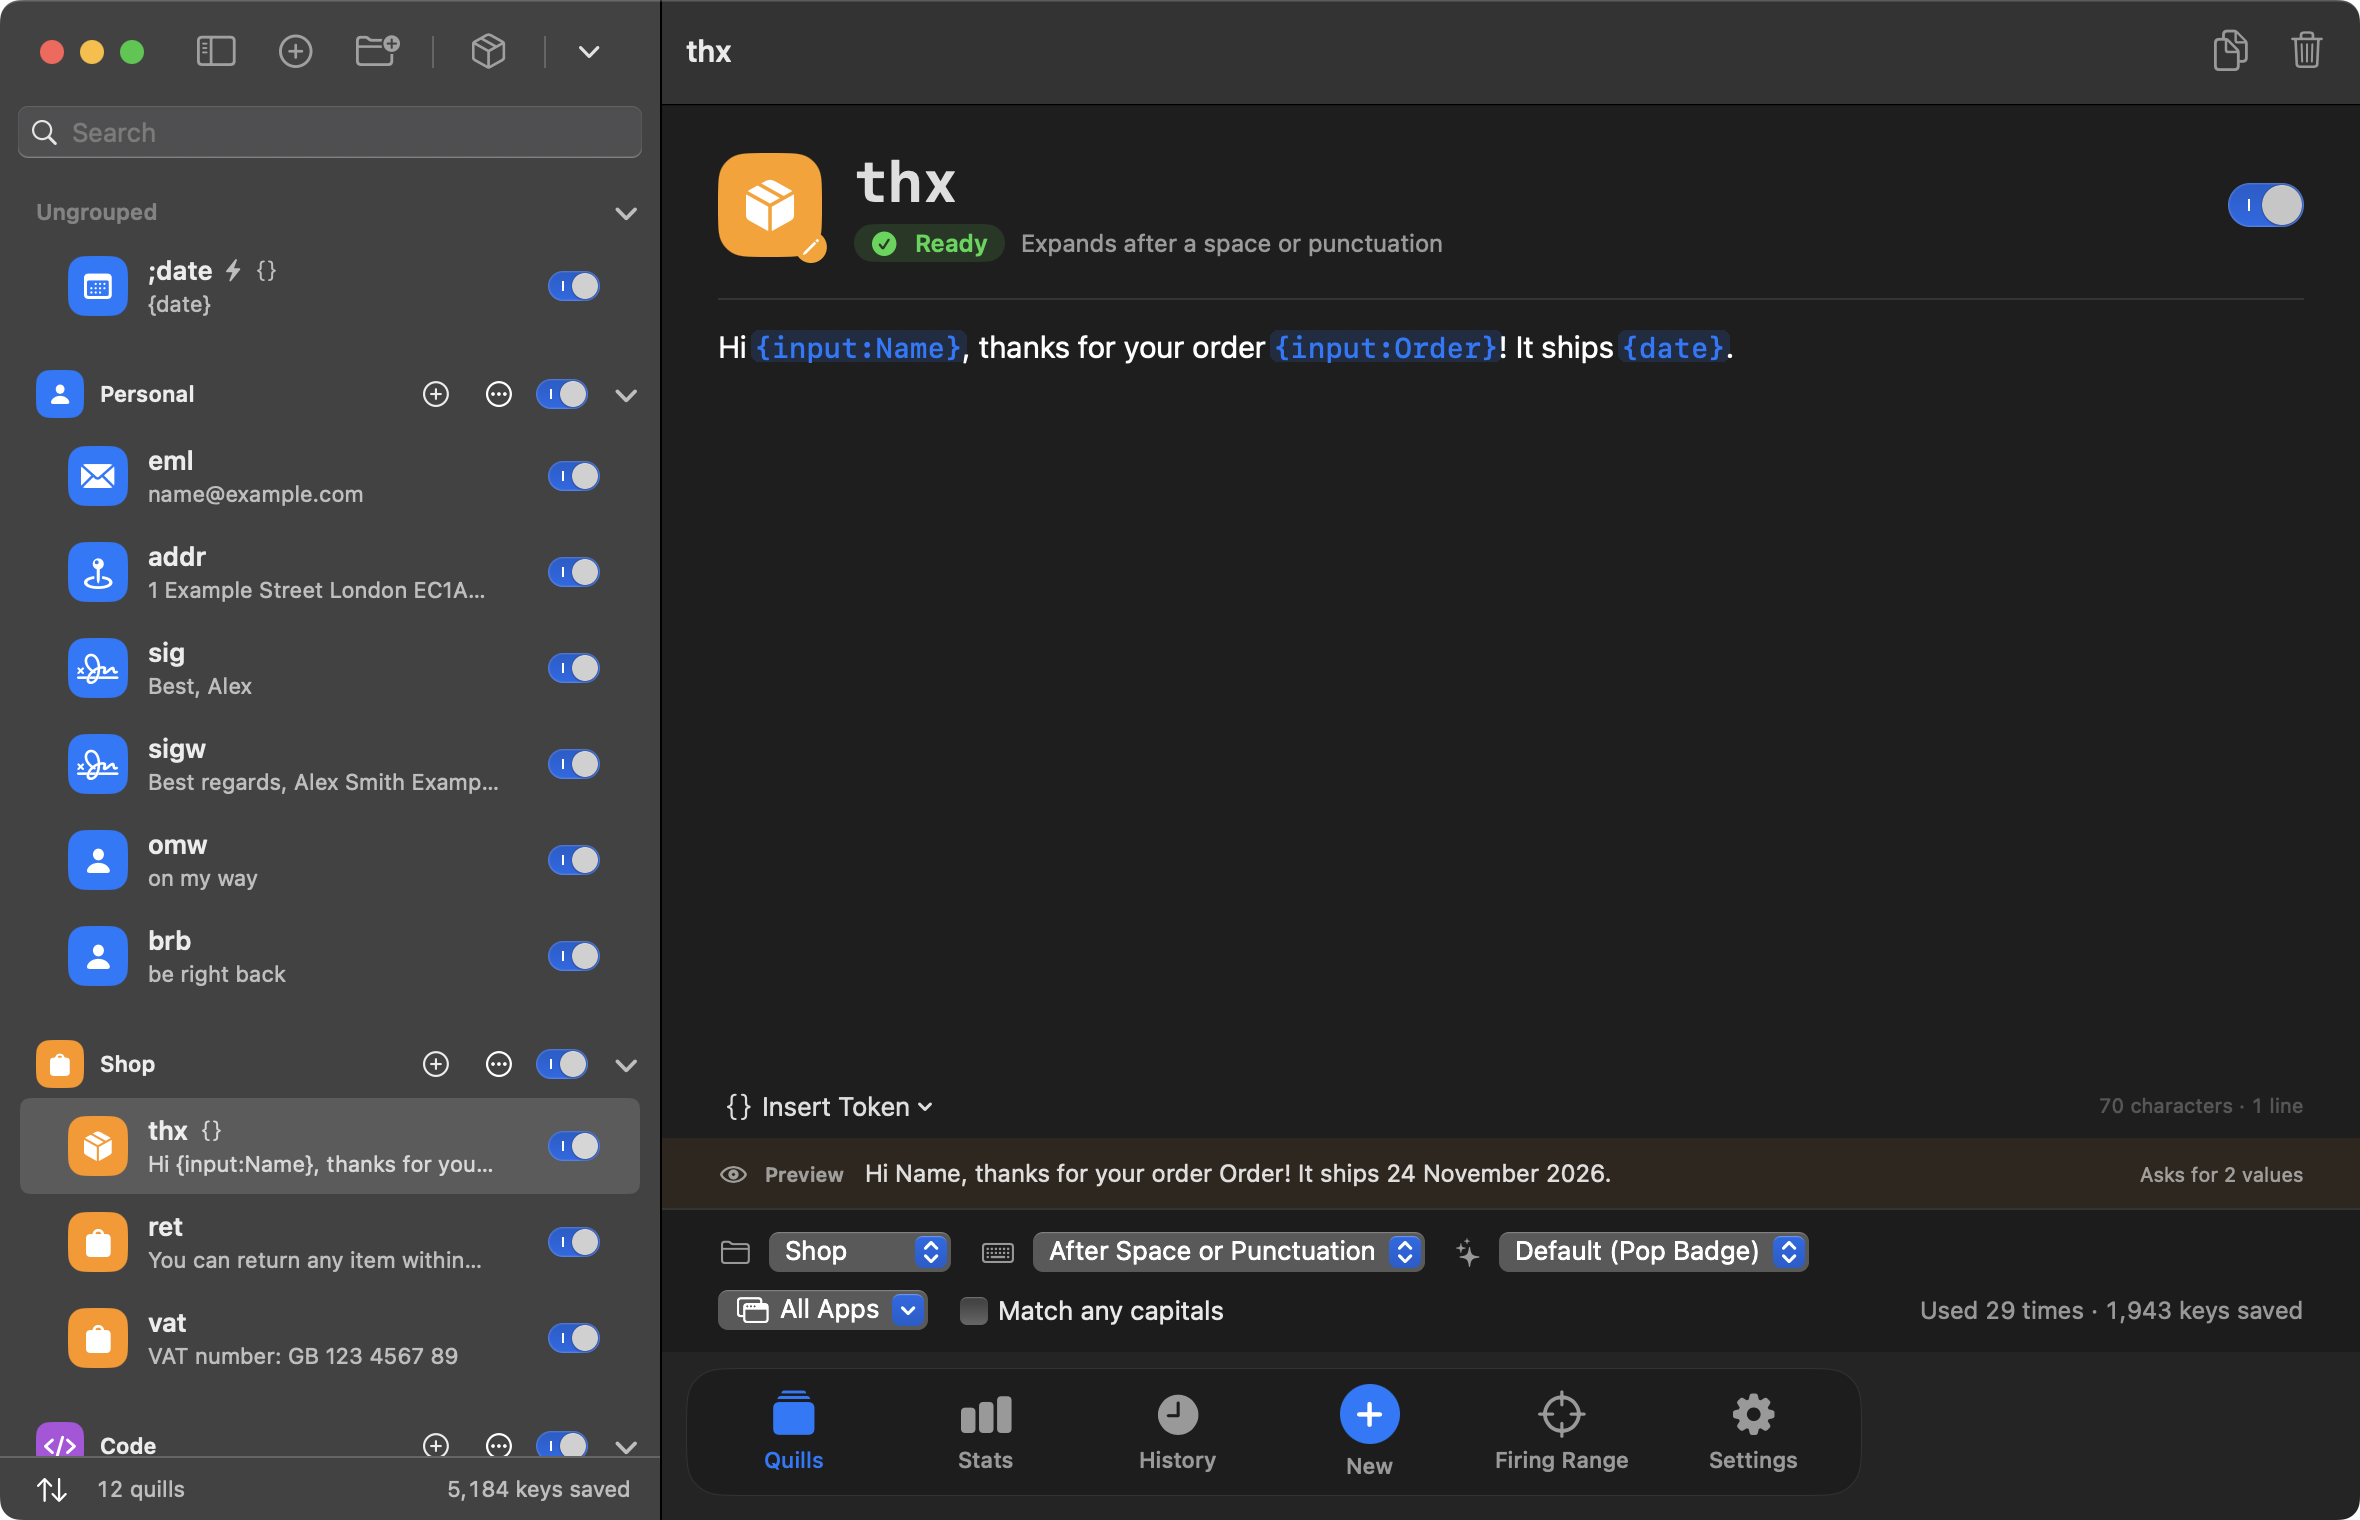 Search
Ungrouped
;date {}
{date}
Personal
eml
name@example.com
addr
1 Example Street London EC1A...
sig
Best, Alex
sigw
Best regards, Alex Smith Examp...
omw
on my way
brb
be right back
Shop
thx {}
Hi {input:Name}, thanks for you...
ret
You can return any item within...
vat
VAT number: GB 123 4567 89
</> Code
12 quills 5,184 keys saved
thx
thx
Ready Expands after a space or punctuation
Hi {input:Name}, thanks for your order {input:Order}! It ships {date}.
{} Insert Token 70 characters · 1 line
Preview Hi Name, thanks for your order Order! It ships 24 November 2026. Asks for 2 values
Shop After Space or Punctuation Default (Pop Badge)
All Apps Match any capitals Used 29 times · 1,943 keys saved
Quills Stats History New Firing Range Settings